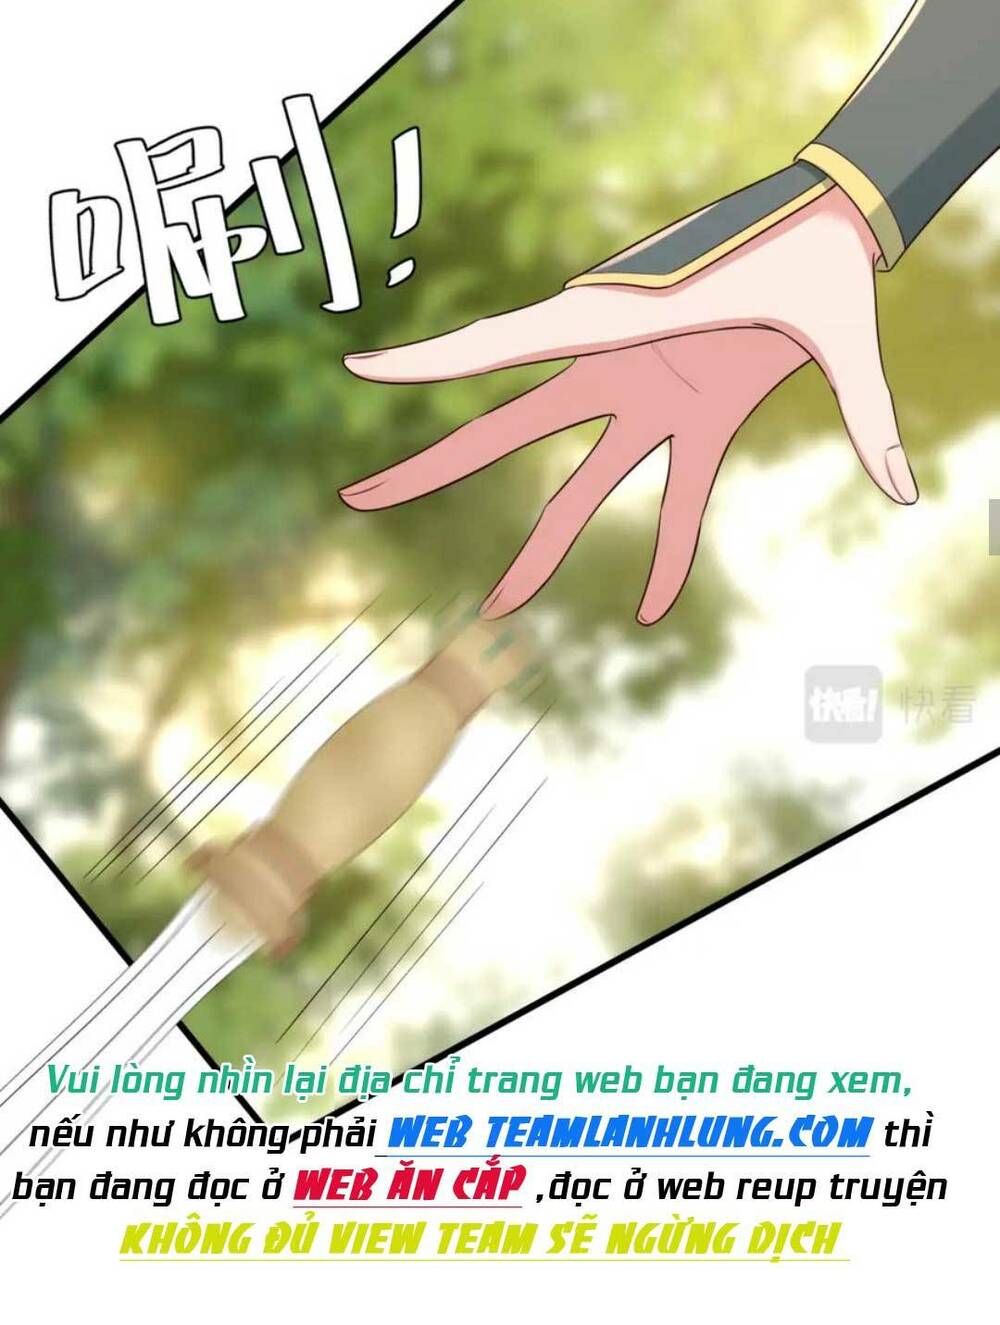 唰!
快看! 快看
Vui lòng nhìn lại địa chỉ trang web bạn đang xem,
nếu như không phải WEB TEAMLANHLUNG.COM thì
bạn đang đọc ở WEB ĂN CẮP ,đọc ở web reup truyện
KHÔNG ĐỦ VIEW TEAM SẼ NGỪNG DỊCH